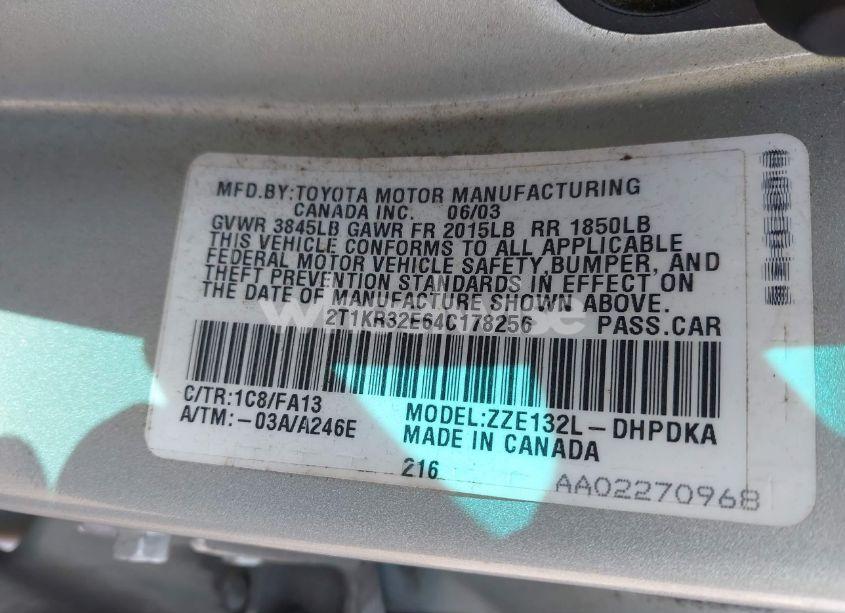 MFD.BY:TOYOTA MOTOR MANUFACTURING
CANADA INC. 06/03
GVWR 3845LB GAWR FR 2015LB RR 1850LB
THIS VEHICLE CONFORMS TO ALL APPLICABLE
FEDERAL MOTOR VEHICLE SAFETY,BUMPER, AND
THEFT PREVENTION STANDARDS IN EFFECT ON
THE DATE OF MANUFACTURE SHOWN ABOVE.
2T1KR32E64C178256 PASS.CAR
C/TR:1C8/FA13 MODEL:ZZE132L-DHPDKA
A/TM:-03A/A246E MADE IN CANADA
216 AA02270968